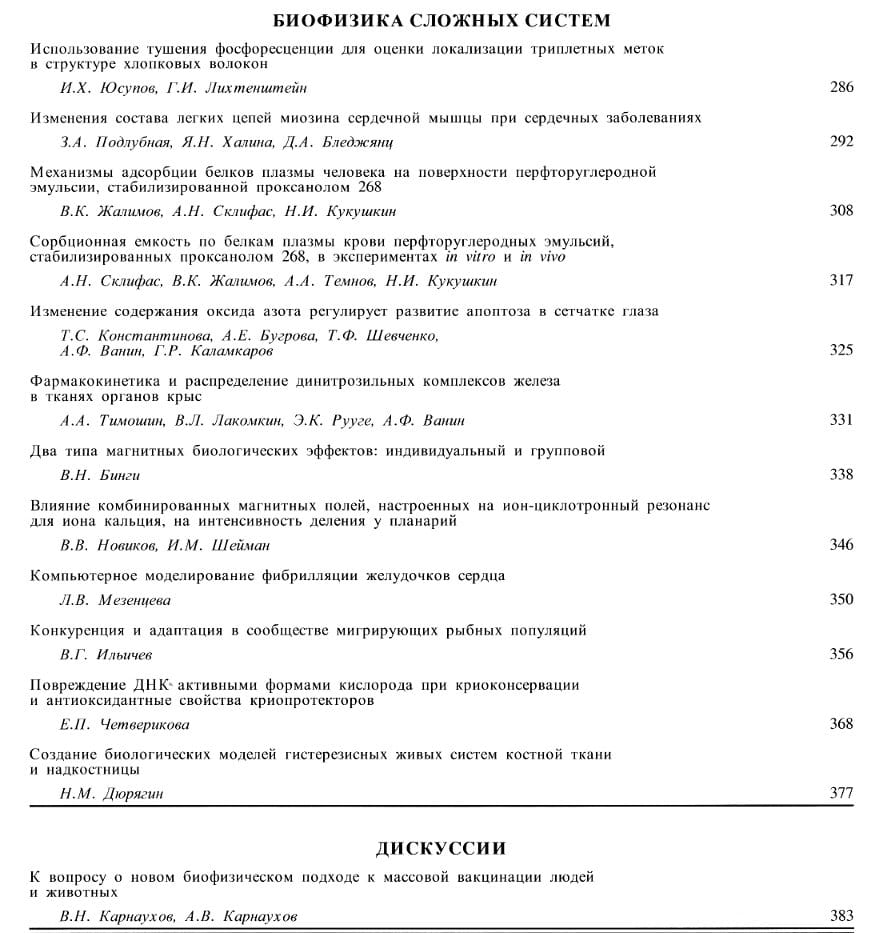 БИОФИЗИКА СЛОЖНЫХ СИСТЕМ
Использование тушения фосфоресценции для оценки локализации триплетных меток
в структуре хлопковых волокон
И.Х. Юсупов, Г.И. Лихтенштейн 286
Изменения состава легких цепей миозина сердечной мышцы при сердечных заболеваниях
З.А. Подлубная, Я.Н. Халина, Д.А. Бледжянц 292
Механизмы адсорбции белков плазмы человека на поверхности перфторуглеродной
эмульсии, стабилизированной проксанолом 268
В.К. Жалимов, А.Н. Склифас, Н.И. Кукушкин 308
Сорбционная емкость по белкам плазмы крови перфторуглеродных эмульсий,
стабилизированных проксанолом 268, в экспериментах in vitro и in vivo
А.Н. Склифас, В.К. Жалимов, А.А. Темнов, Н.И. Кукушкин 317
Изменение содержания оксида азота регулирует развитие апоптоза в сетчатке глаза
Т.С. Константинова, А.Е. Бугрова, Т.Ф. Шевченко,
А.Ф. Ванин, Г.Р. Каламкаров 325
Фармакокинетика и распределение динитрозильных комплексов железа
в тканях органов крыс
А.А. Тимошин, В.Л. Лакомкин, Э.К. Рууге, А.Ф. Ванин 331
Два типа магнитных биологических эффектов: индивидуальный и групповой
В.Н. Бинги 338
Влияние комбинированных магнитных полей, настроенных на ион-циклотронный резонанс
для иона кальция, на интенсивность деления у планарий
В.В. Новиков, И.М. Шейман 346
Компьютерное моделирование фибрилляции желудочков сердца
Л.В. Мезенцева 350
Конкуренция и адаптация в сообществе мигрирующих рыбных популяций
В.Г. Ильичев 356
Повреждение ДНК активными формами кислорода при криоконсервации
и антиоксидантные свойства криопротекторов
Е.П. Четверикова 368
Создание биологических моделей гистерезисных живых систем костной ткани
и надкостницы
Н.М. Дюрягин 377
ДИСКУССИИ
К вопросу о новом биофизическом подходе к массовой вакцинации людей
и животных
В.Н. Карнаухов, А.В. Карнаухов 383